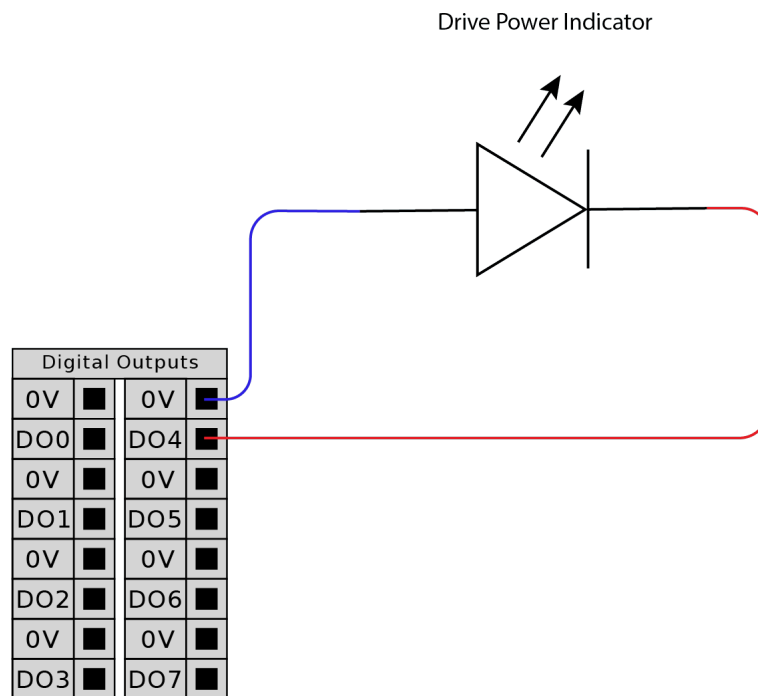 Drive Power Indicator
Digital Outputs
0V 0V
DO0 DO4
0V 0V
DO1 DO5
0V 0V
DO2 DO6
0V 0V
DO3 DO7